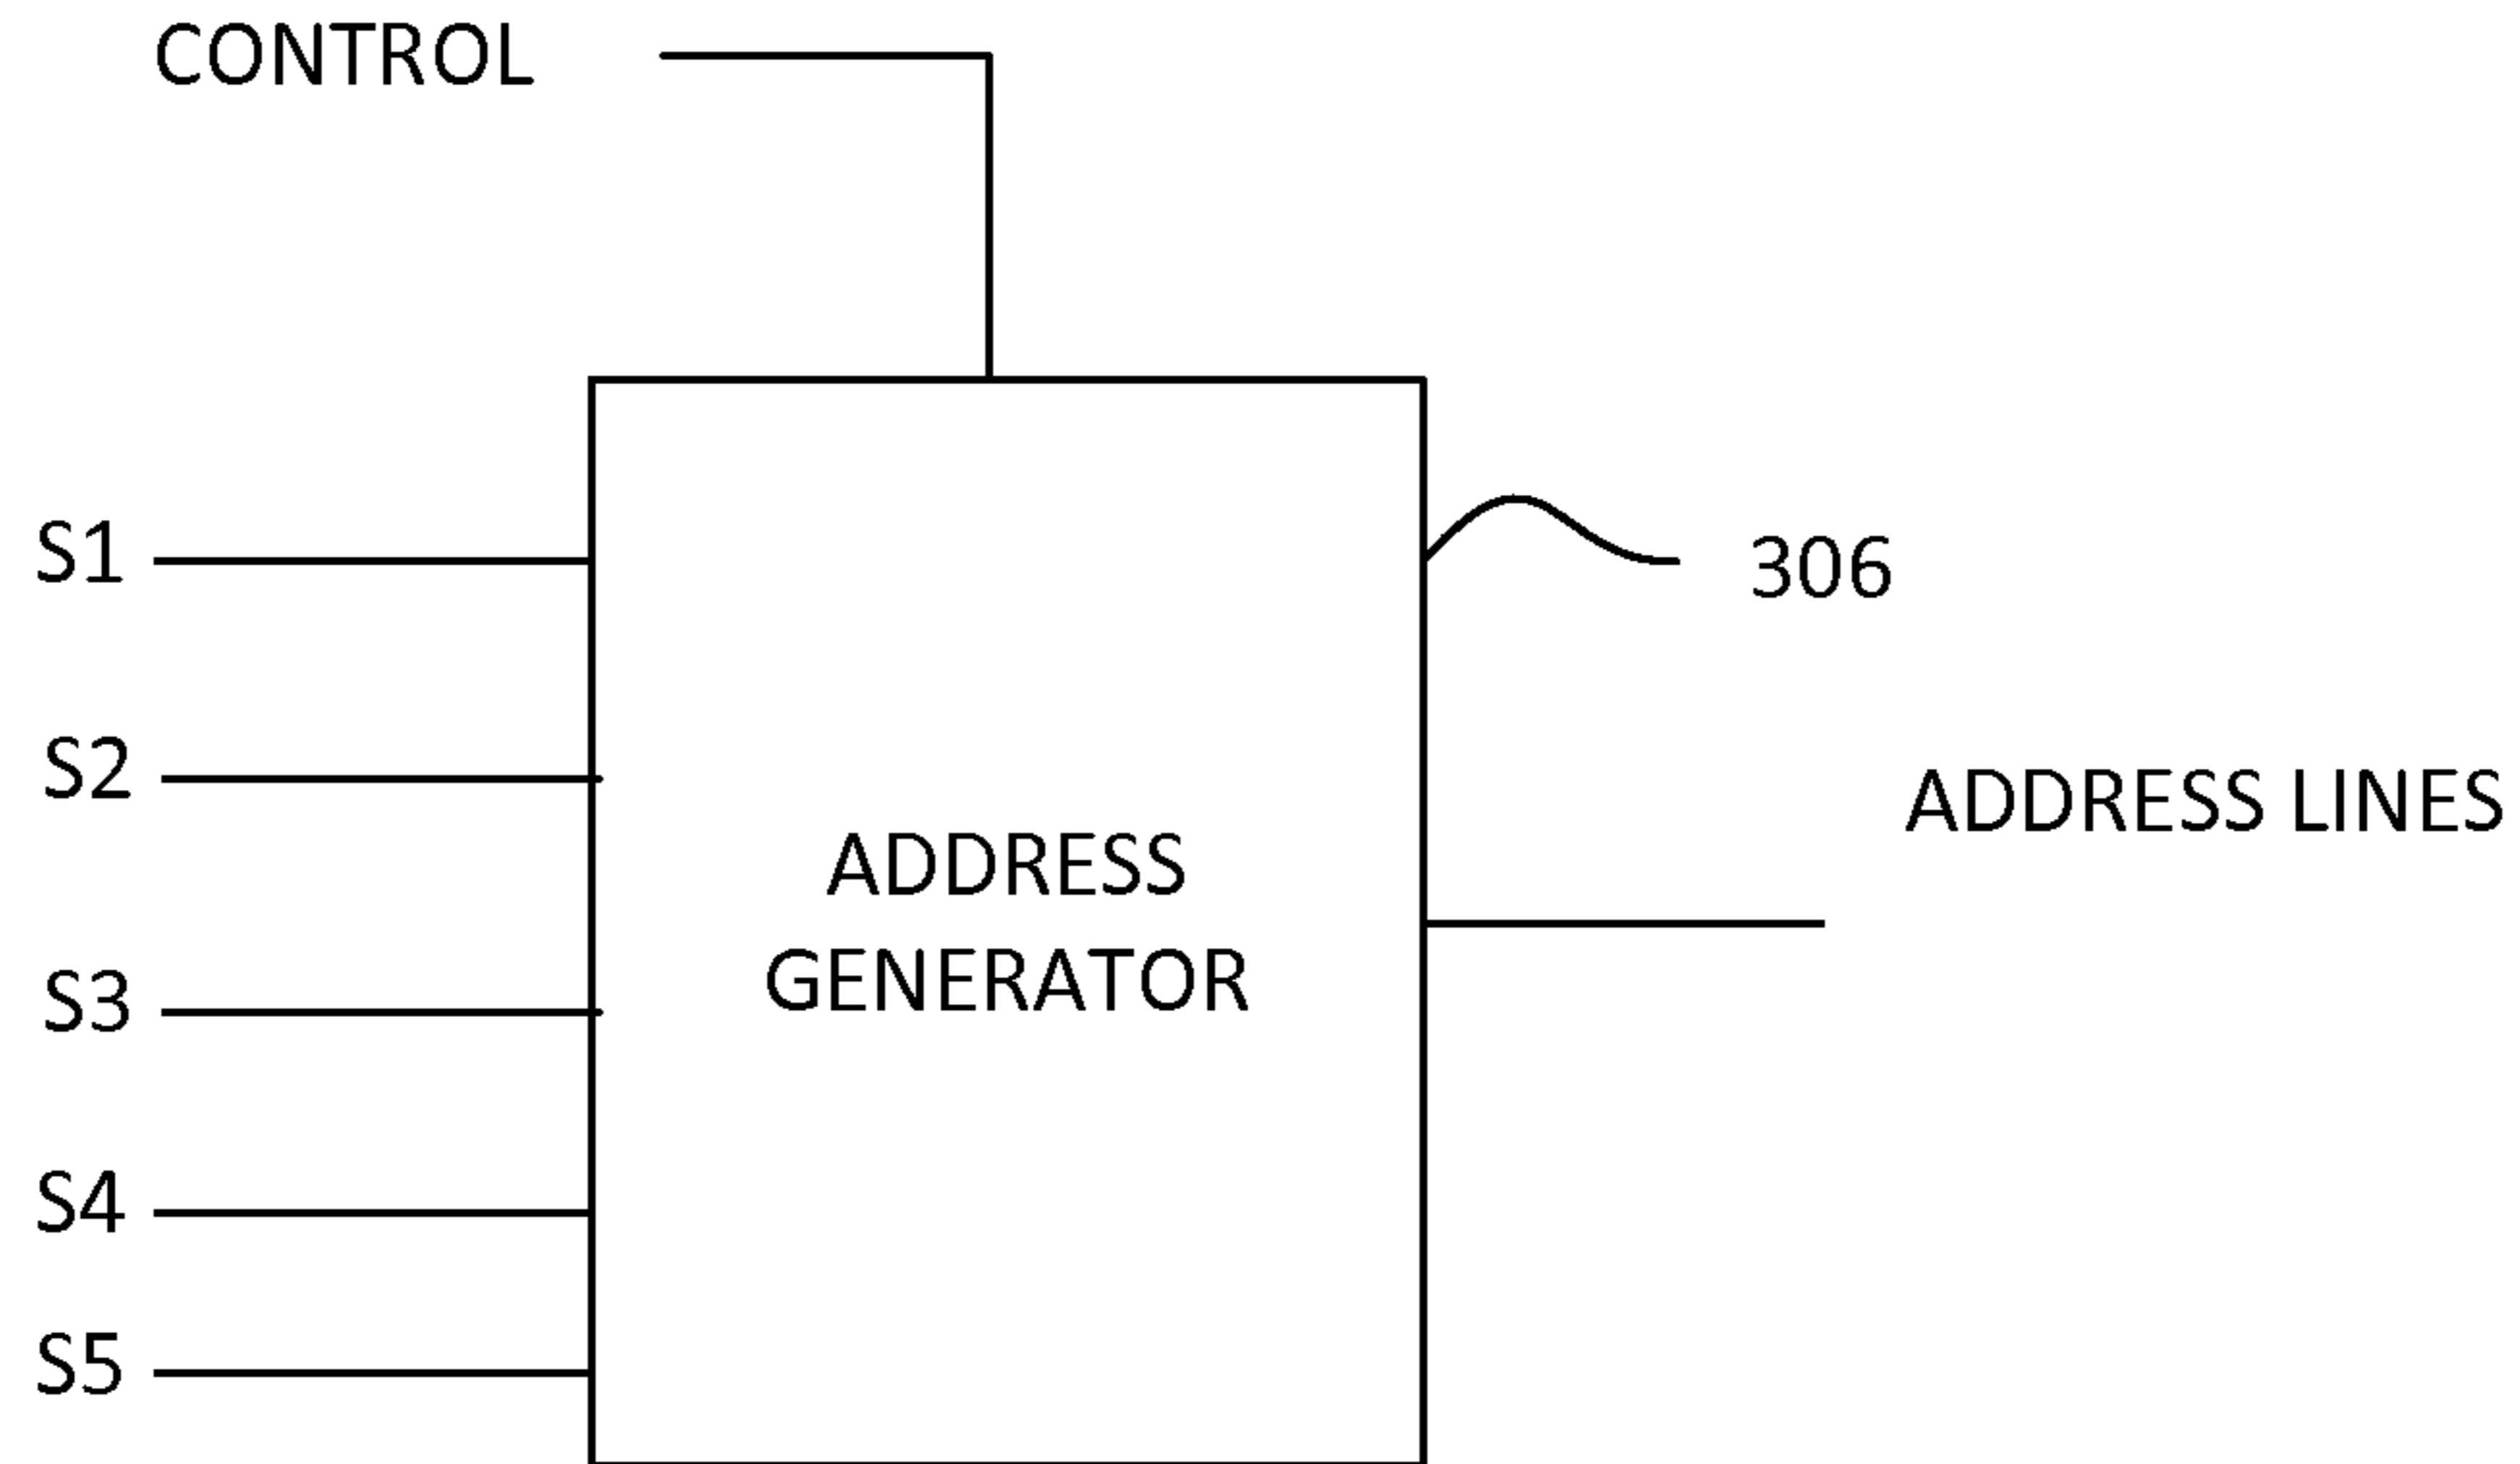 CONTROL
S1
306
S2
ADDRESS LINES
ADDRESS
GENERATOR
S3
S4
S5